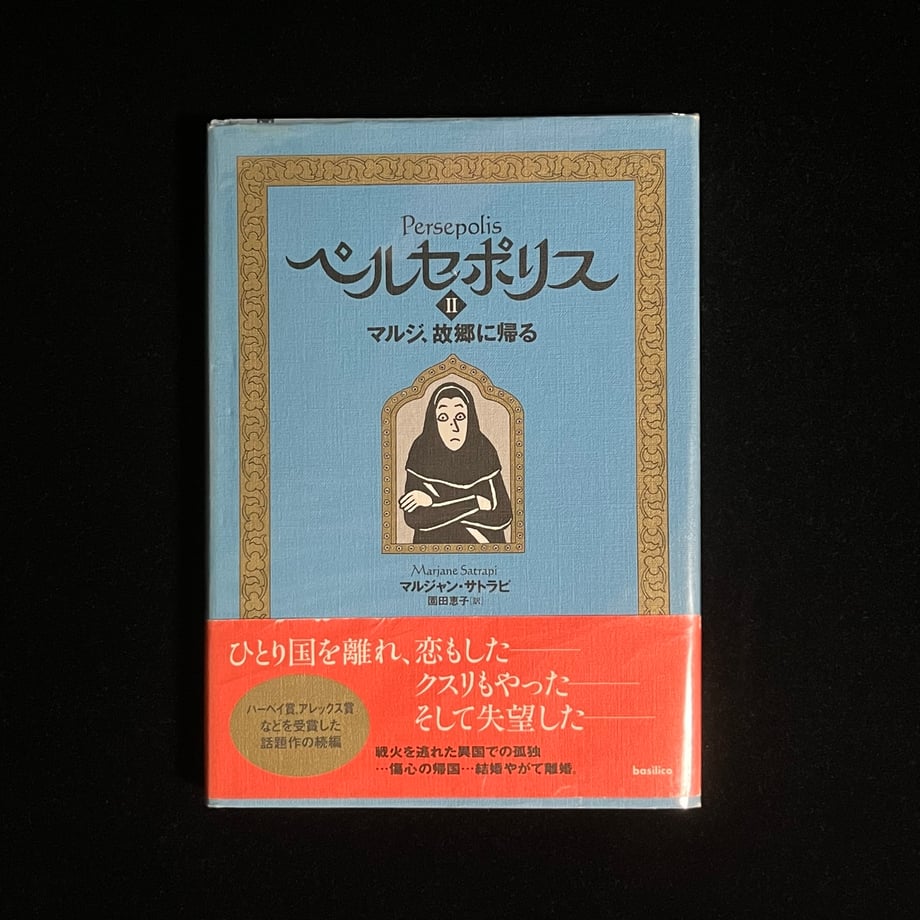 Persepolis
ペルセポリス
II
マルジ、故郷に帰る
Marjane Satrapi
マルジャン・サトラピ
園田恵子[訳]
ひとり国を離れ、恋もした――
クスリもやった――
そして失望した――
ハーベイ賞、アレックス賞
などを受賞した
話題作の続編
戦火を逃れた異国での孤独
…傷心の帰国…結婚やがて離婚。
basilico